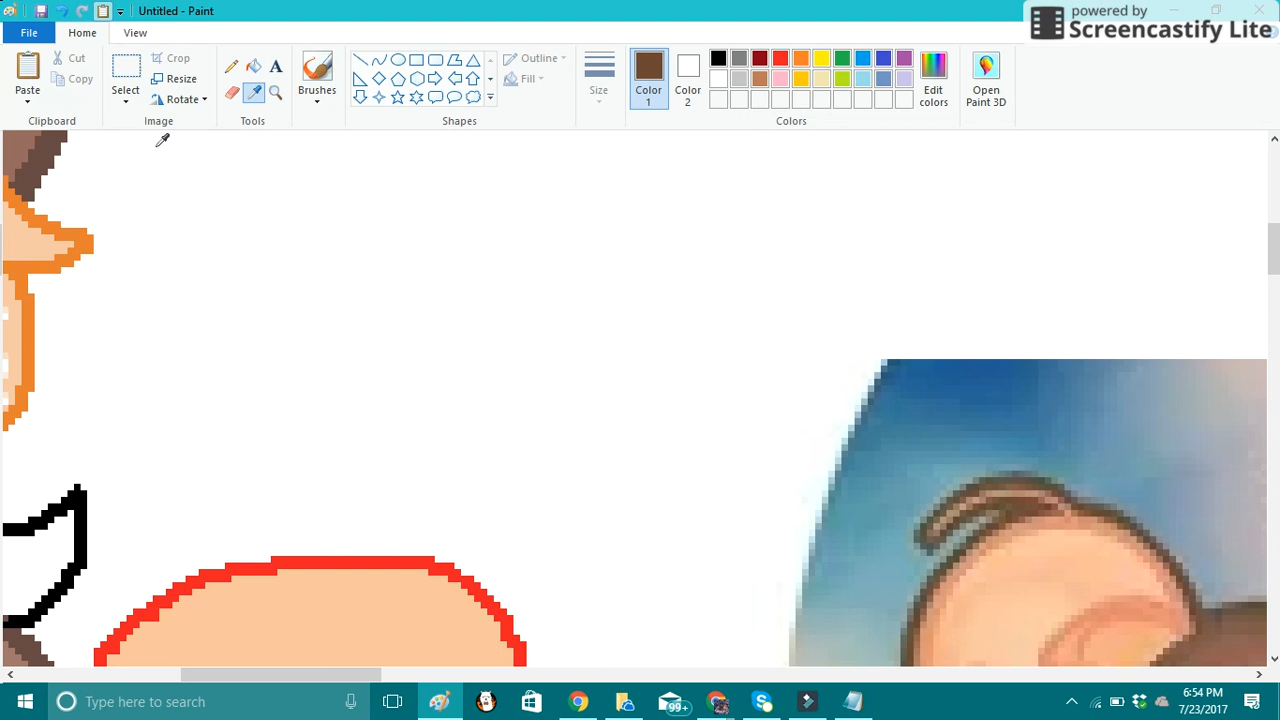 Untitled - Paint
powered by
Screencastify Lite
File
Home
View
Paste
Cut
Copy
Clipboard
Select
Crop
Resize
Rotate
Image
A
Tools
Brushes
Outline
Fill
Shapes
Size
Color
1
Color
2
Edit
colors
Open
Paint 3D
Colors
Type here to search
99+
6:54 PM
7/23/2017